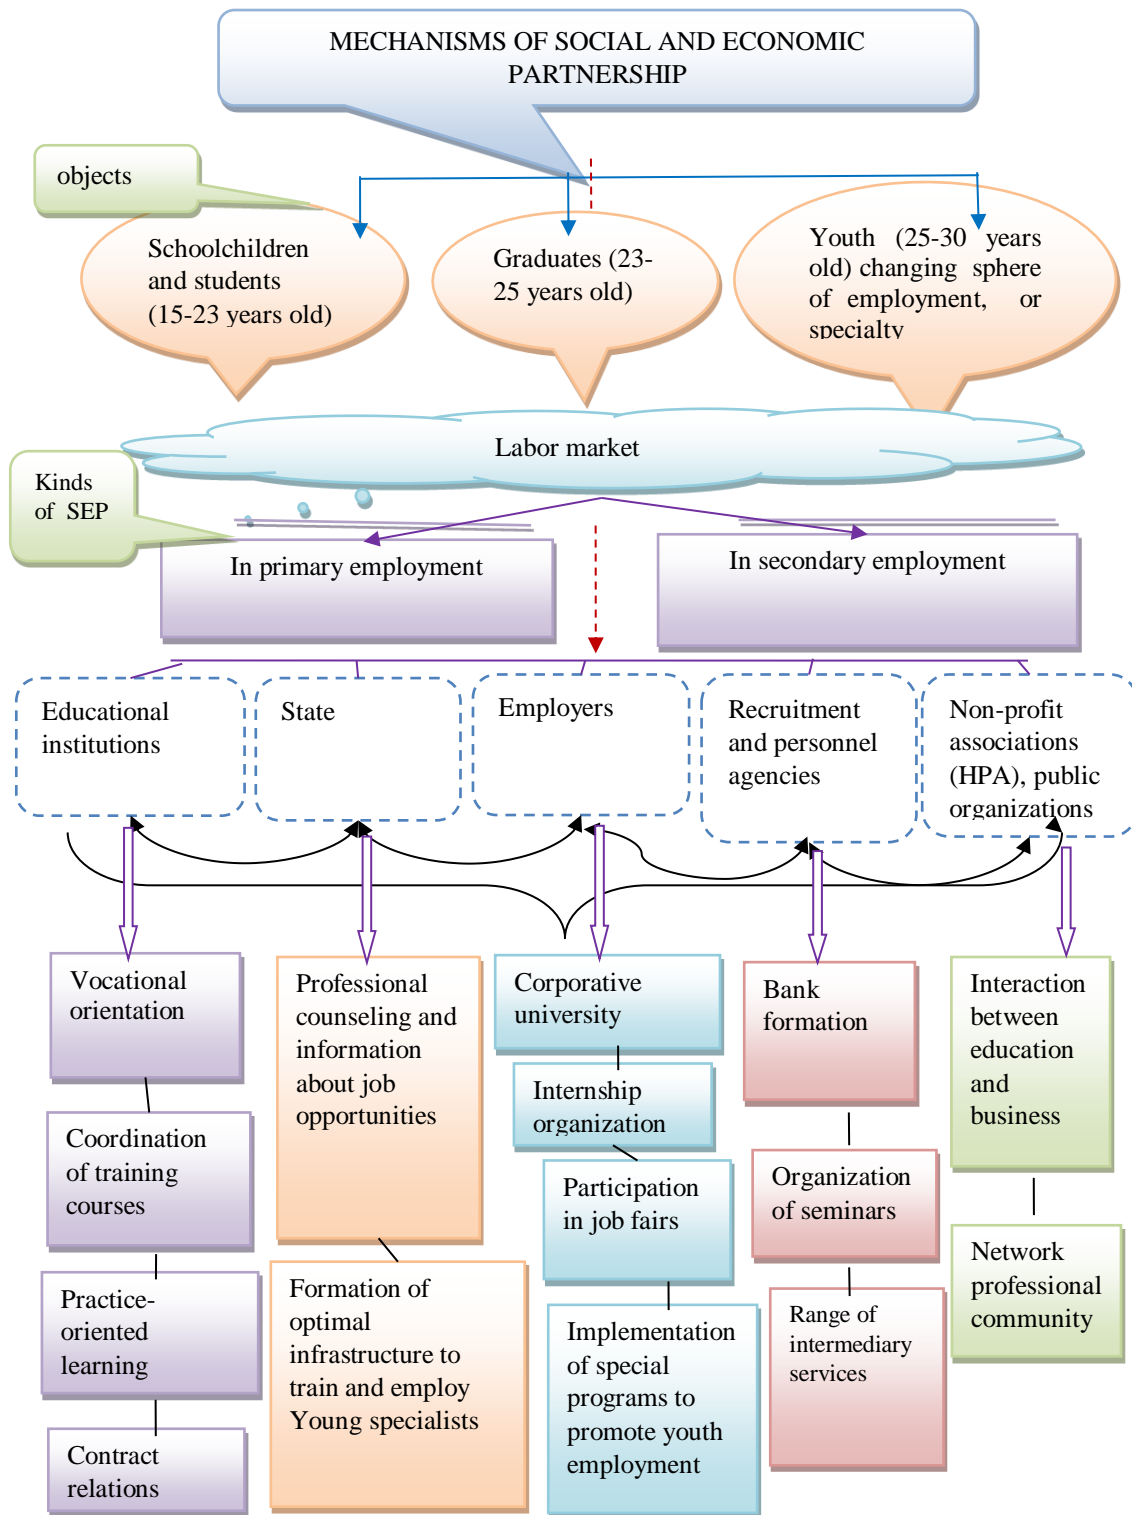 MECHANISMS OF SOCIAL AND ECONOMIC
PARTNERSHIP
objects
Schoolchildren
and students
(15-23 years old)
Graduates (23-
25 years old)
Youth (25-30 years
old) changing sphere
of employment, or
specialty
Labor market
Kinds
of SEP
In primary employment
In secondary employment
Educational
institutions
State
Employers
Recruitment
and personnel
agencies
Non-profit
associations
(HPA), public
organizations
Vocational
orientation
Coordination
of training
courses
Practice-
oriented
learning
Contract
relations
Professional
counseling and
information
about job
opportunities
Formation of
optimal
infrastructure to
train and employ
Young specialists
Corporative
university
Internship
organization
Participation
in job fairs
Implementation
of special
programs to
promote youth
employment
Bank
formation
Organization
of seminars
Range of
intermediary
services
Interaction
between
education
and
business
Network
professional
community